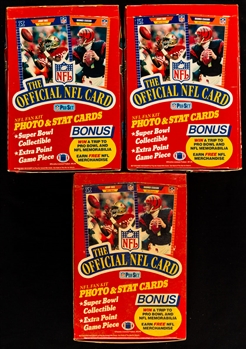 NFL
THE OFFICIAL NFL CARD
PRO SET
NFL FAN KIT
PHOTO & STAT CARDS
*Super Bowl
Collectible
*Extra Point
Game Piece
BONUS
WIN A TRIP TO
PRO BOWL AND
NFL MEMORABILIA
EARN FREE NFL
MERCHANDISE
NFL
THE OFFICIAL NFL CARD
PRO SET
NFL FAN KIT
PHOTO & STAT CARDS
*Super Bowl
Collectible
*Extra Point
Game Piece
BONUS
WIN A TRIP TO
PRO BOWL AND
NFL MEMORABILIA
EARN FREE NFL
MERCHANDISE
NFL
THE OFFICIAL NFL CARD
PRO SET
NFL FAN KIT
PHOTO & STAT CARDS
*Super Bowl
Collectible
*Extra Point
Game Piece
BONUS
WIN A TRIP TO
PRO BOWL AND
NFL MEMORABILIA
EARN FREE NFL
MERCHANDISE